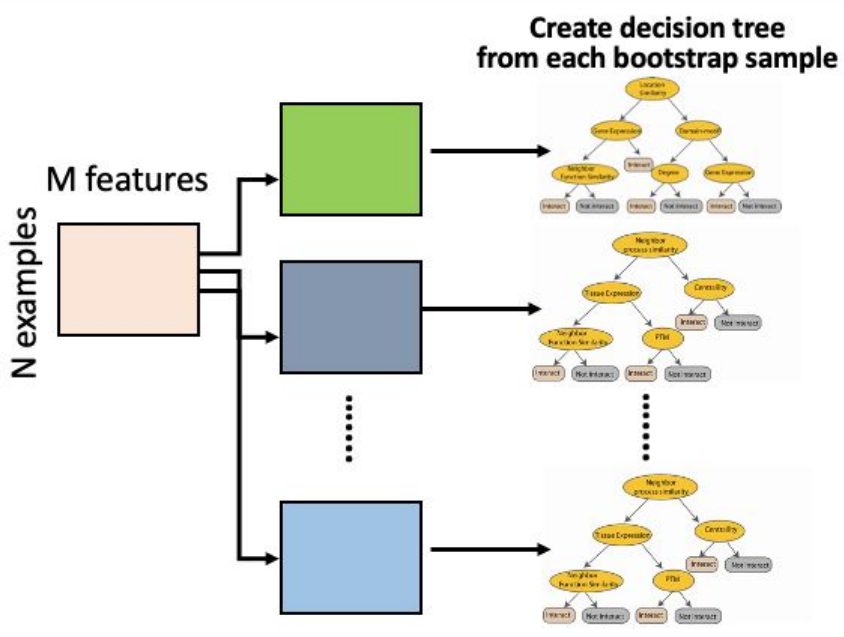 Create decision tree
from each bootstrap sample
M features
N examples
Location
Similarity
Gene Expression
Domain-motif
Interact
Neighbor
Function Similarity
Degree
Gene Expression
Interact
Not Interact
Interact
Not Interact
Interact
Not Interact
Neighbor
process similarity
Tissue Expression
Centrality
Interact
Not Interact
Neighbor
Function Similarity
PTM
Interact
Not Interact
Interact
Not Interact
Neighbor
process similarity
Tissue Expression
Centrality
Interact
Not Interact
Neighbor
Function Similarity
PTM
Interact
Not Interact
Interact
Not Interact